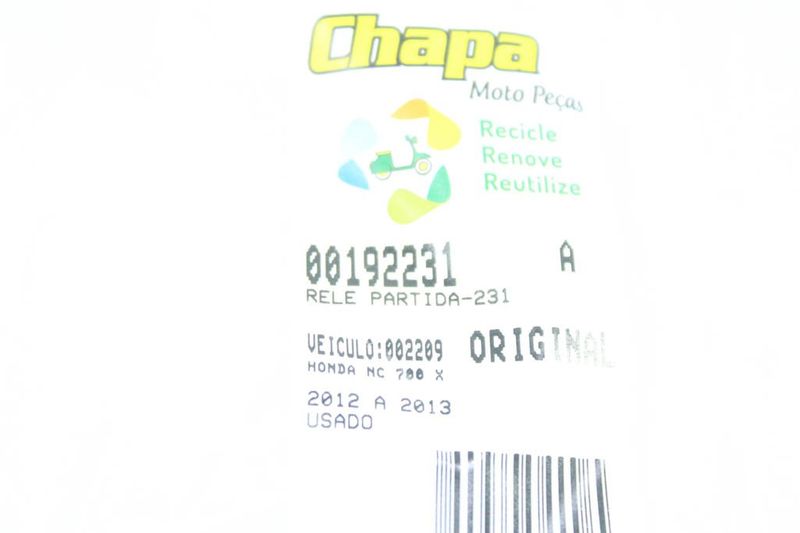 Chapa
Moto Peças
Recicle
Renove
Reutilize
00192231 A
RELE PARTIDA-231
VEICULO:002209 ORIGINAL
HONDA NC 700 X
2012 A 2013
USADO